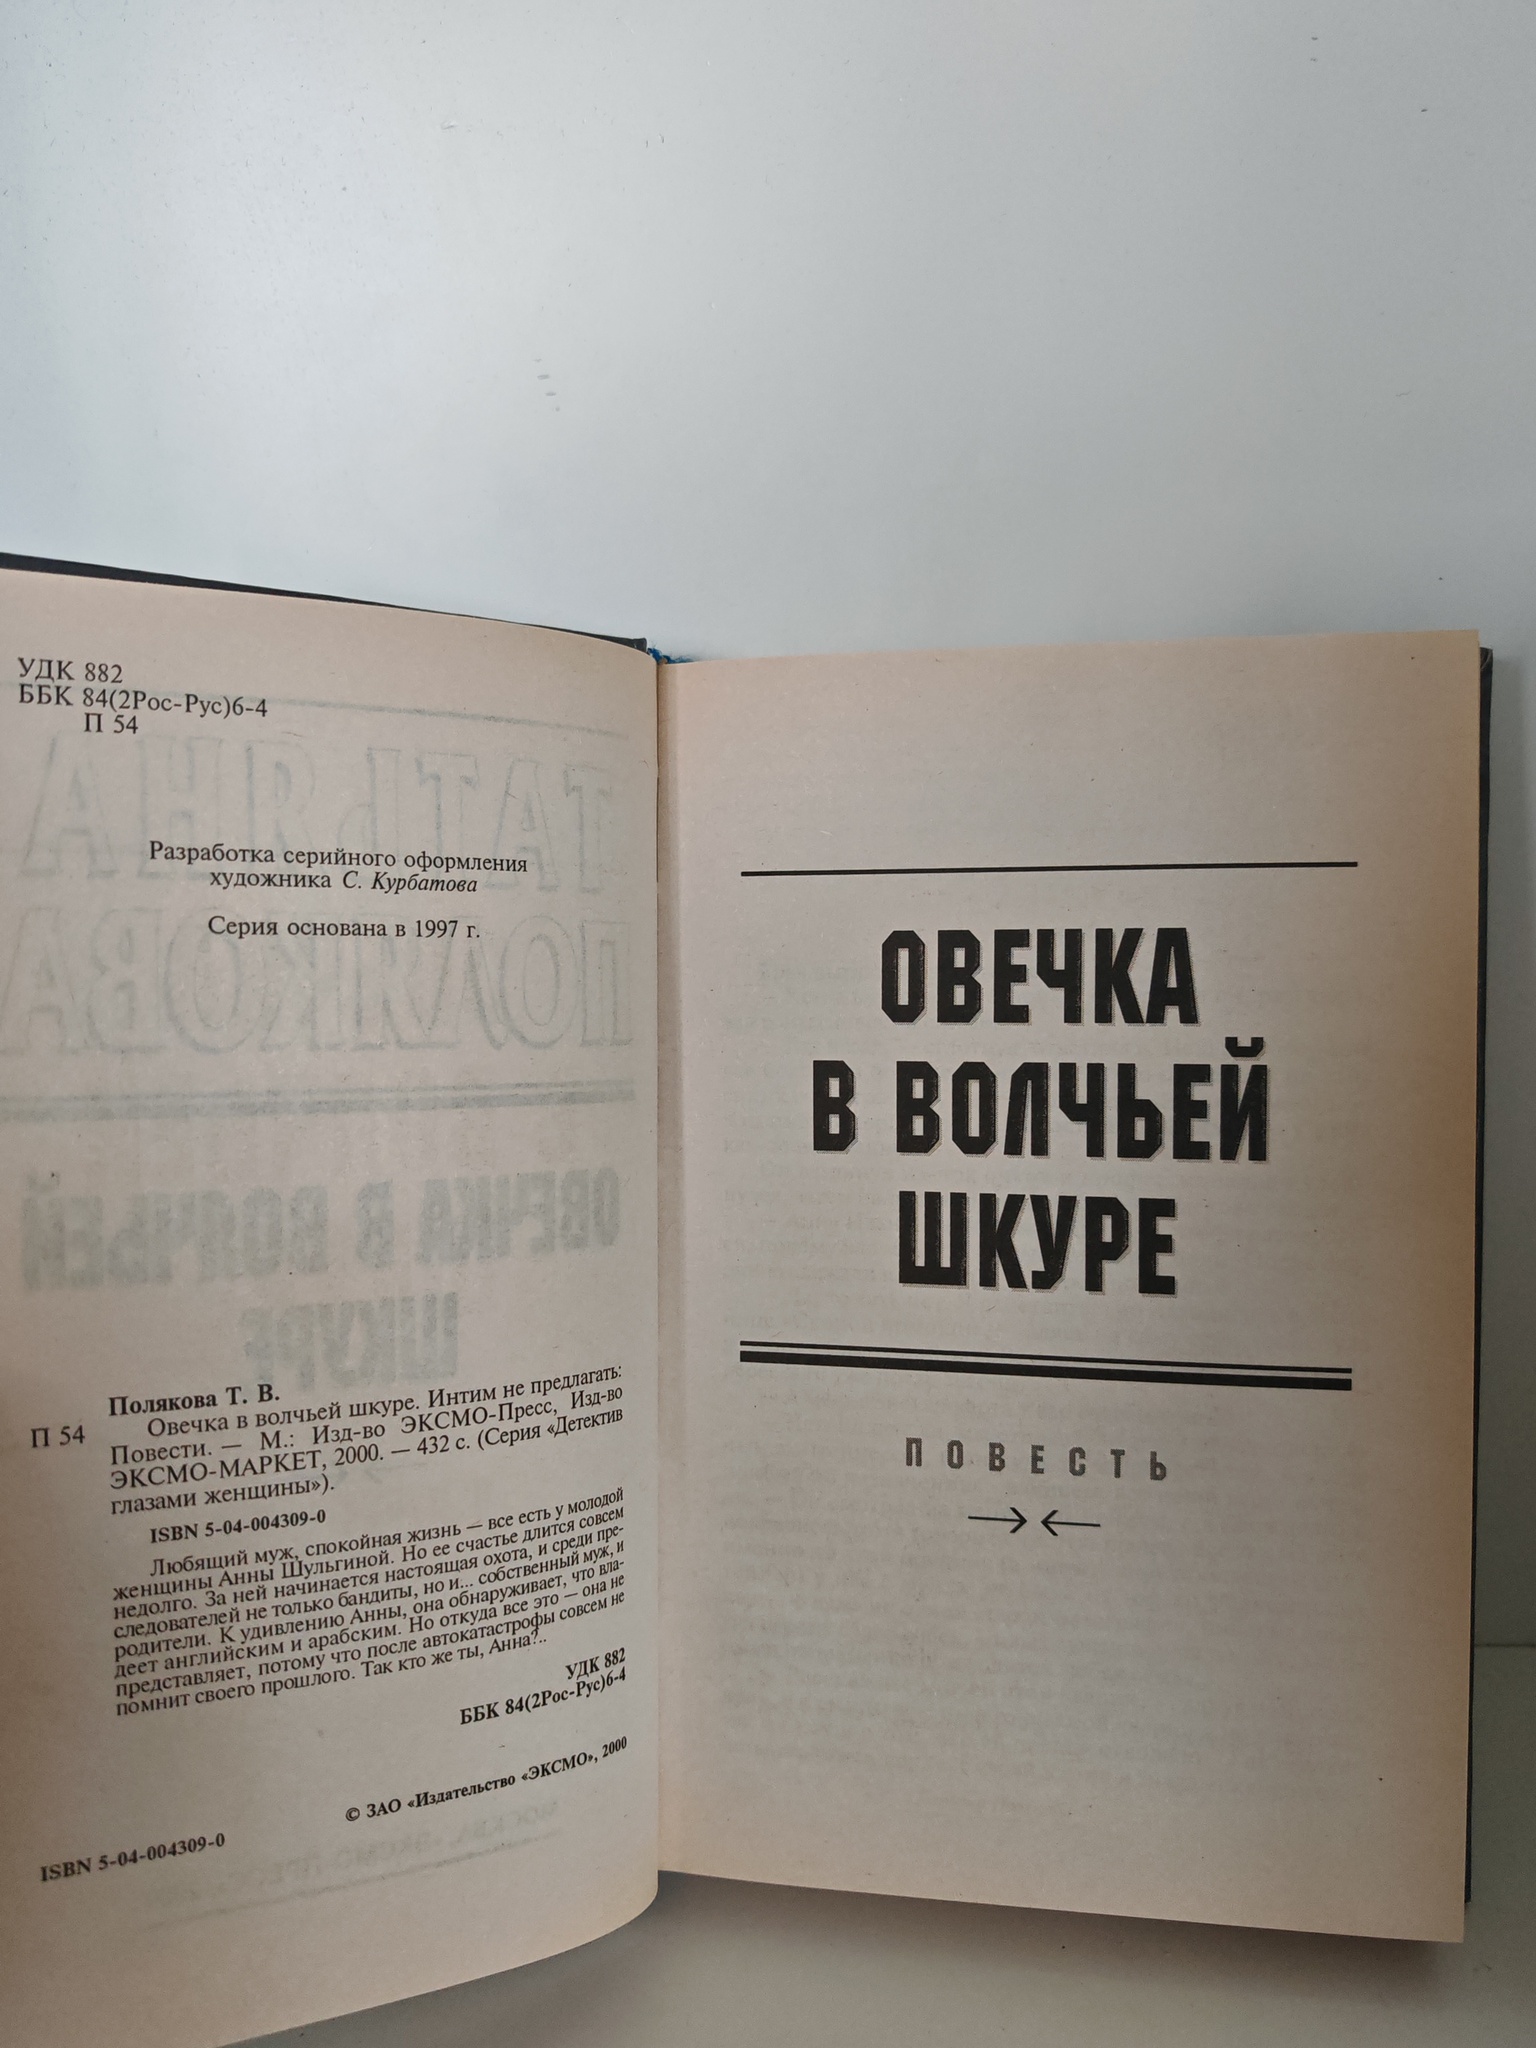 УДК 882
ББК 84(2Рос-Рус)6-4
П 54
Разработка серийного оформления
художника С. Курбатова
Серия основана в 1997 г.
Полякова Т. В.
П 54 Овечка в волчьей шкуре. Интим не предлагать:
Повести. — М.: Изд-во ЭКСМО-Пресс, Изд-во
ЭКСМО-МАРКЕТ, 2000. — 432 с. (Серия «Детектив
глазами женщины»).
ISBN 5-04-004309-0
Любящий муж, спокойная жизнь — все есть у молодой
женщины Анны Шульгиной. Но ее счастье длится совсем
недолго. За ней начинается настоящая охота, и среди пре-
следователей не только бандиты, но и... собственный муж, и
родители. К удивлению Анны, она обнаруживает, что вла-
деет английским и арабским. Но откуда все это — она не
представляет, потому что после автокатастрофы совсем не
помнит своего прошлого. Так кто же ты, Анна?..
УДК 882
ББК 84(2Рос-Рус)6-4
© ЗАО «Издательство «ЭКСМО», 2000
ISBN 5-04-004309-0
ОВЕЧКА
В ВОЛЧЬЕЙ
ШКУРЕ
ПОВЕСТЬ